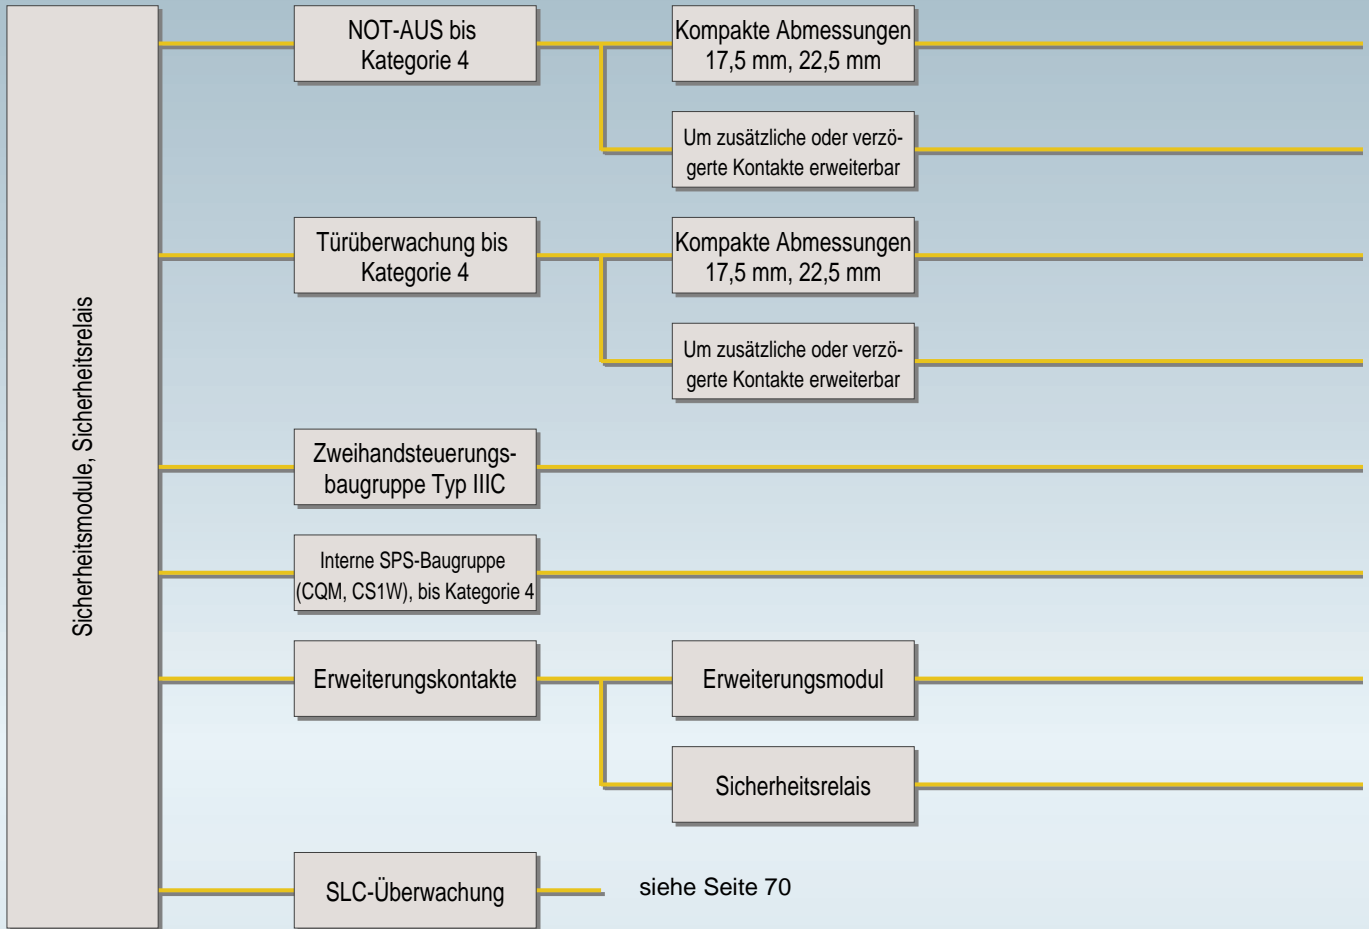 Sicherheitsmodule, Sicherheitsrelais
NOT-AUS bis
Kategorie 4
Kompakte Abmessungen
17,5 mm, 22,5 mm
Um zusätzliche oder verzö-
gerte Kontakte erweiterbar
Türüberwachung bis
Kategorie 4
Kompakte Abmessungen
17,5 mm, 22,5 mm
Um zusätzliche oder verzö-
gerte Kontakte erweiterbar
Zweihandsteuerungs-
baugruppe Typ IIIC
Interne SPS-Baugruppe
(CQM, CS1W), bis Kategorie 4
Erweiterungskontakte
Erweiterungsmodul
Sicherheitsrelais
SLC-Überwachung
siehe Seite 70